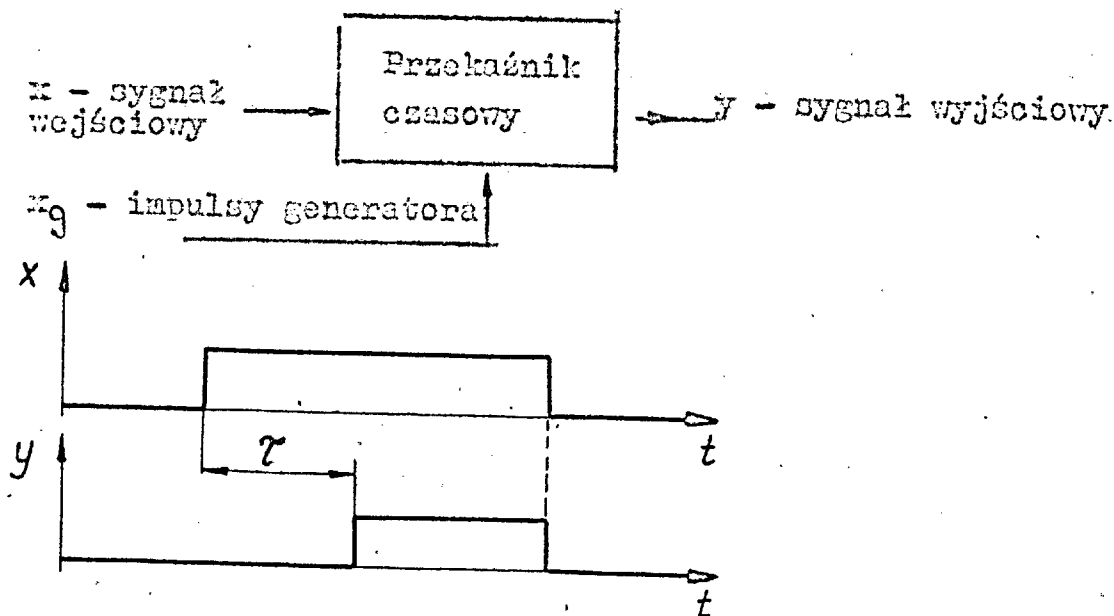 Przekaźnik
czasowy
x - sygnał
wejściowy
y - sygnał wyjściowy
xg - impulsy generatora
x
t
y
τ
t